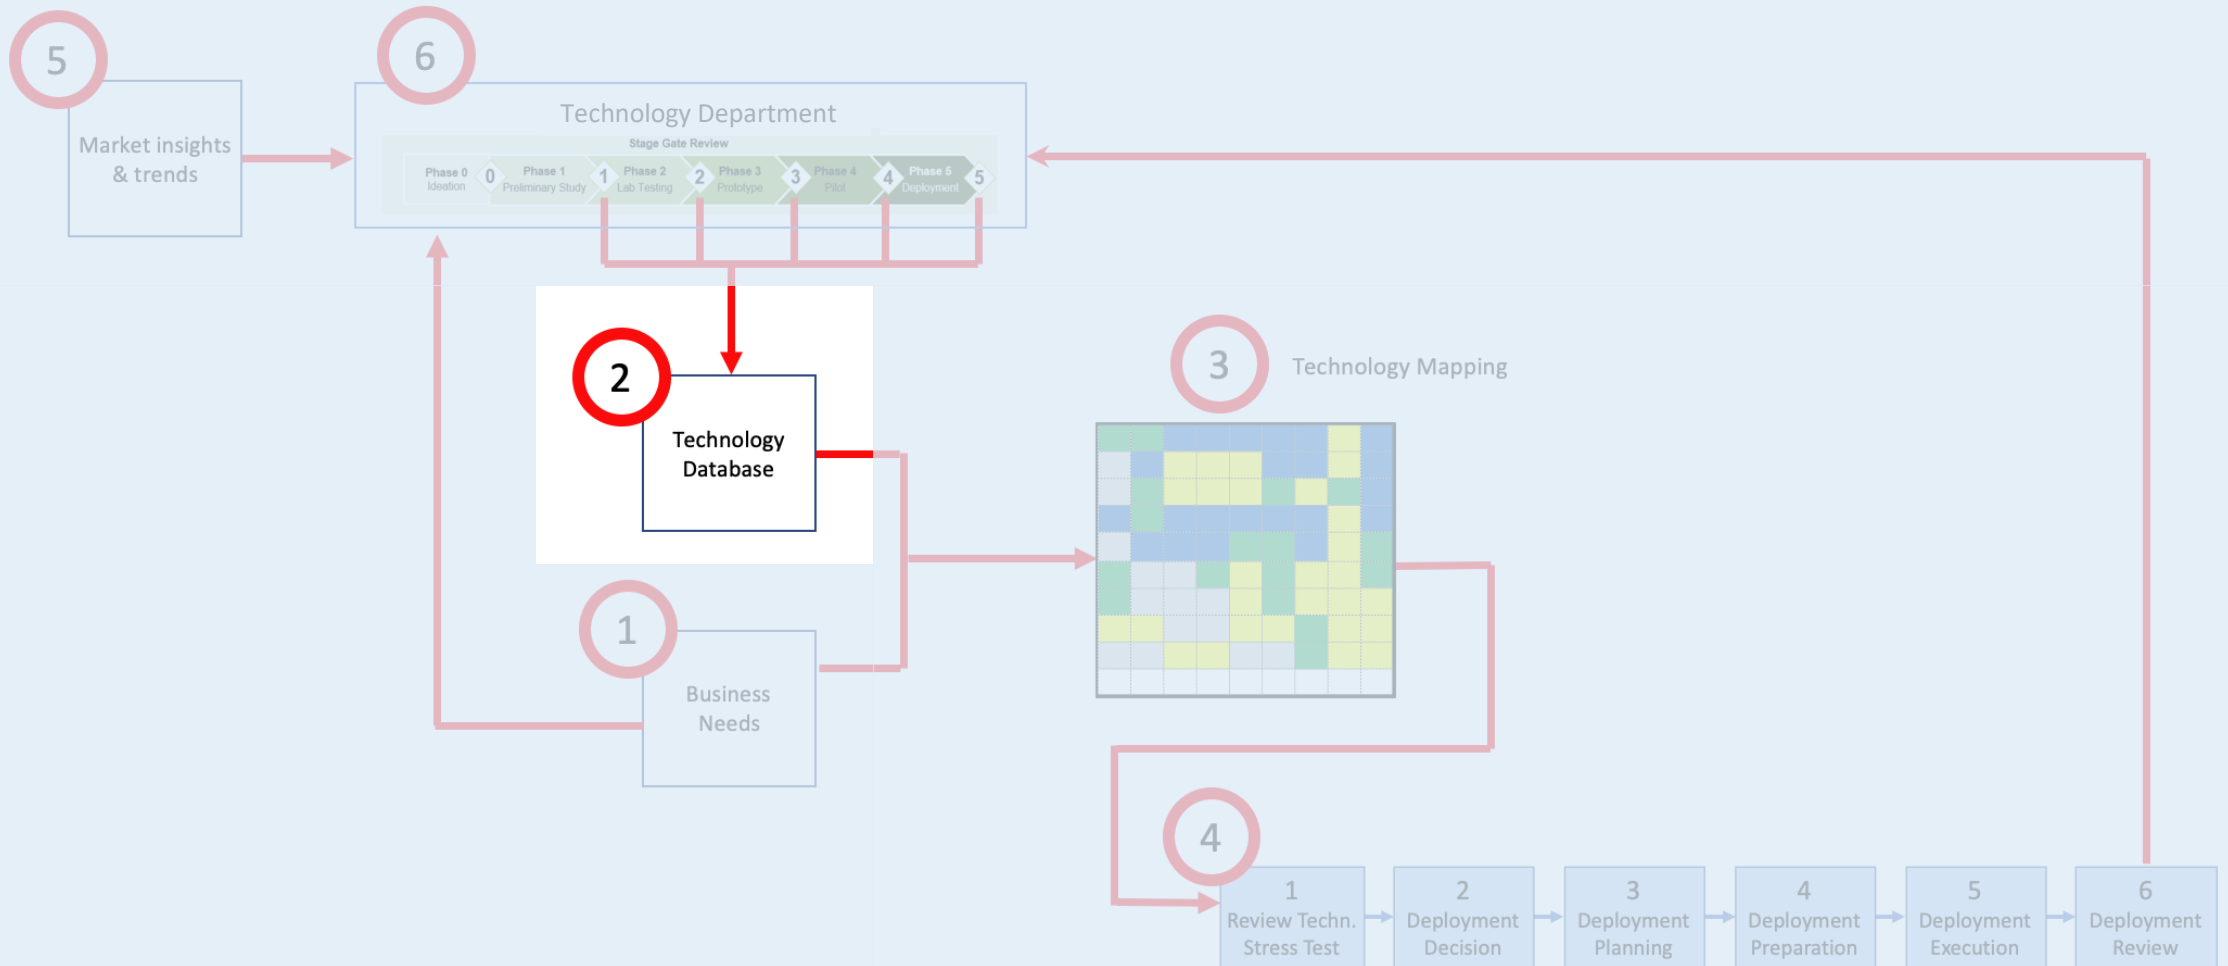 5
6
Market insights
& trends
Technology Department
Stage Gate Review
Phase 0
Ideation
0
Phase 1
Preliminary Study
1
Phase 2
Lab Testing
2
Phase 3
Prototype
3
Phase 4
Pilot
4
Phase 5
Deployment
5
2
Technology
Database
3
Technology Mapping
1
Business
Needs
4
1
Review Techn.
Stress Test
2
Deployment
Decision
3
Deployment
Planning
4
Deployment
Preparation
5
Deployment
Execution
6
Deployment
Review